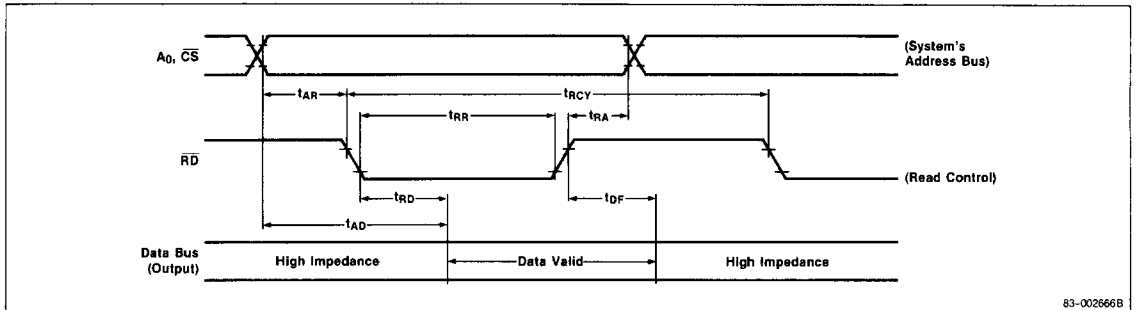 A0, CS
(System's
Address Bus)
tAR
tRCY
tRR
tRA
RD
(Read Control)
tRD
tDF
tAD
Data Bus
(Output)
High Impedance
Data Valid
High Impedance
83-002666B